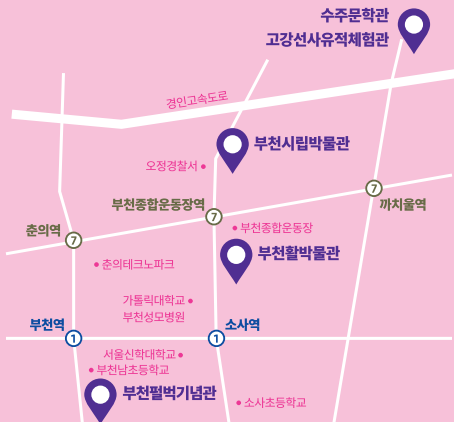 수주문학관
고강선사유적체험관
경인고속도로
부천시립박물관
오정경찰서
7
까치울역
부천종합운동장역
7
부천종합운동장
춘의역
7
부천활박물관
춘의테크노파크
가톨릭대학교
부천성모병원
부천역
1
소사역
1
서울신학대학교
부천남초등학교
부천펄벅기념관
소사초등학교